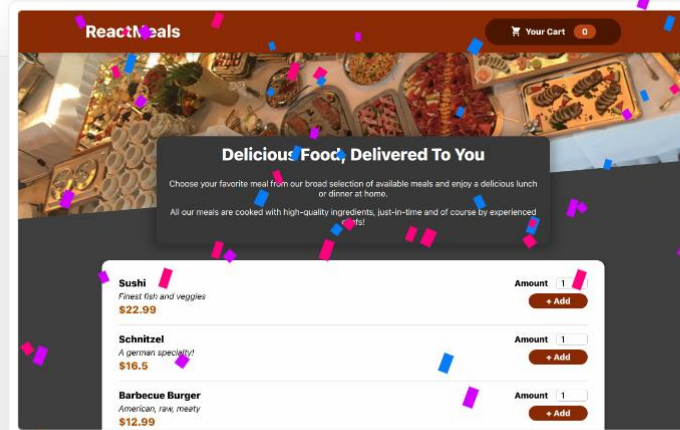 ReactMeals
Your Cart 0
Delicious Food, Delivered To You
Choose your favorite meal from our broad selection of available meals and enjoy a delicious lunch
or dinner at home.
All our meals are cooked with high-quality ingredients, just-in-time and of course by experienced
chefs!
Sushi
Amount 1
Finest fish and veggies
$22.99
+ Add
Schnitzel
Amount 1
A german specialty!
$16.5
+ Add
Barbecue Burger
Amount 1
American, raw, meaty
$12.99
+ Add